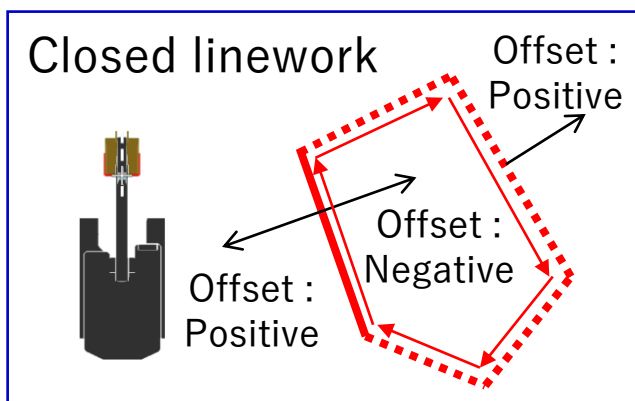 Closed linework
Offset :
Positive
Offset :
Negative
Offset :
Positive